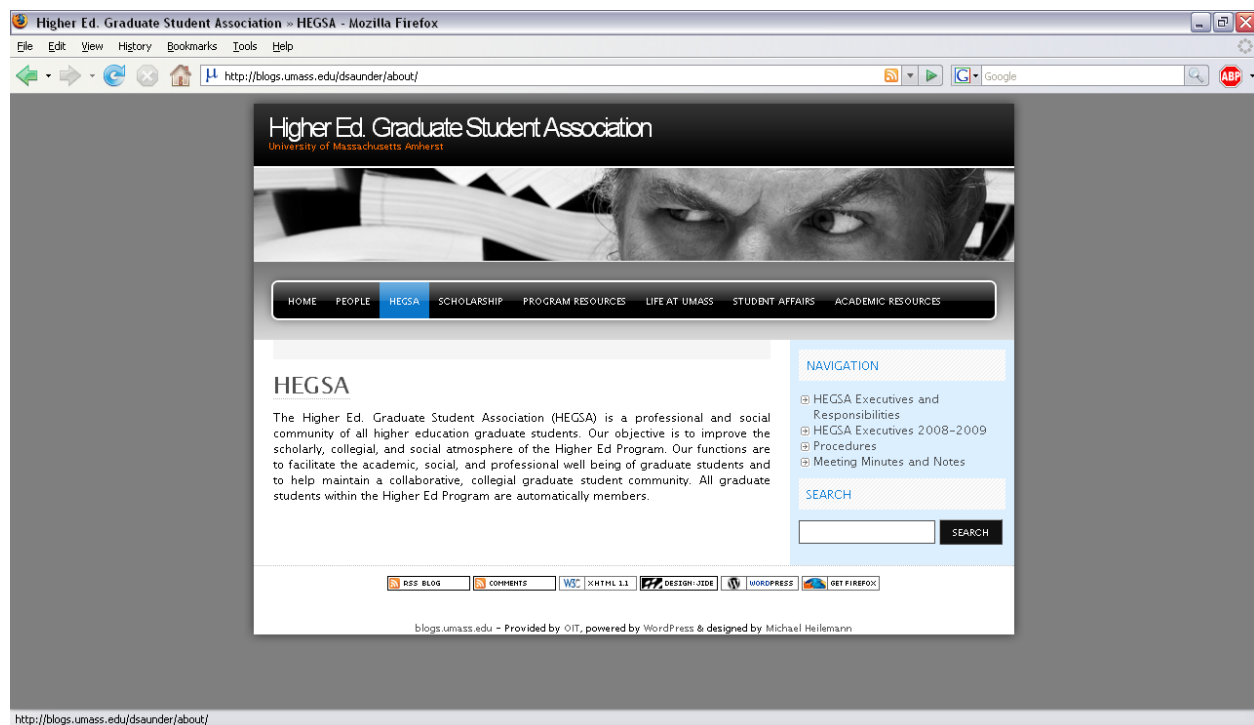 Higher Ed. Graduate Student Association » HEGSA - Mozilla Firefox
File Edit View History Bookmarks Tools Help
http://blogs.umass.edu/dsaunder/about/
G Google
ABP
Higher Ed. Graduate Student Association
University of Massachusetts Amherst
HOME PEOPLE HEGSA SCHOLARSHIP PROGRAM RESOURCES LIFE AT UMASS STUDENT AFFAIRS ACADEMIC RESOURCES
HEGSA
The Higher Ed. Graduate Student Association (HEGSA) is a professional and social
community of all higher education graduate students. Our objective is to improve the
scholarly, collegial, and social atmosphere of the Higher Ed Program. Our functions are
to facilitate the academic, social, and professional well being of graduate students and
to help maintain a collaborative, collegial graduate student community. All graduate
students within the Higher Ed Program are automatically members.
NAVIGATION
HEGSA Executives and
Responsibilities
HEGSA Executives 2008-2009
Procedures
Meeting Minutes and Notes
SEARCH
SEARCH
RSS BLOG COMMENTS W3C XHTML 1.1 DESIGN: JIDE WORDPRESS GET FIREFOX
blogs.umass.edu - Provided by OIT, powered by WordPress & designed by Michael Heilemann
http://blogs.umass.edu/dsaunder/about/